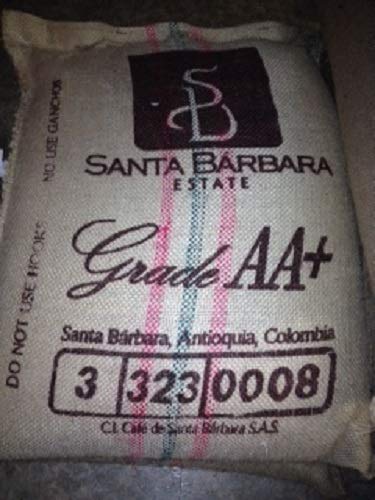 SB
SANTA BÁRBARA
ESTATE
Grade AA+
Santa Bárbara, Antioquia, Colombia
3 323 0008
C.I. Café de Santa Bárbara S.A.S.
DO NOT USE HOOKS
NO USE GANCHOS